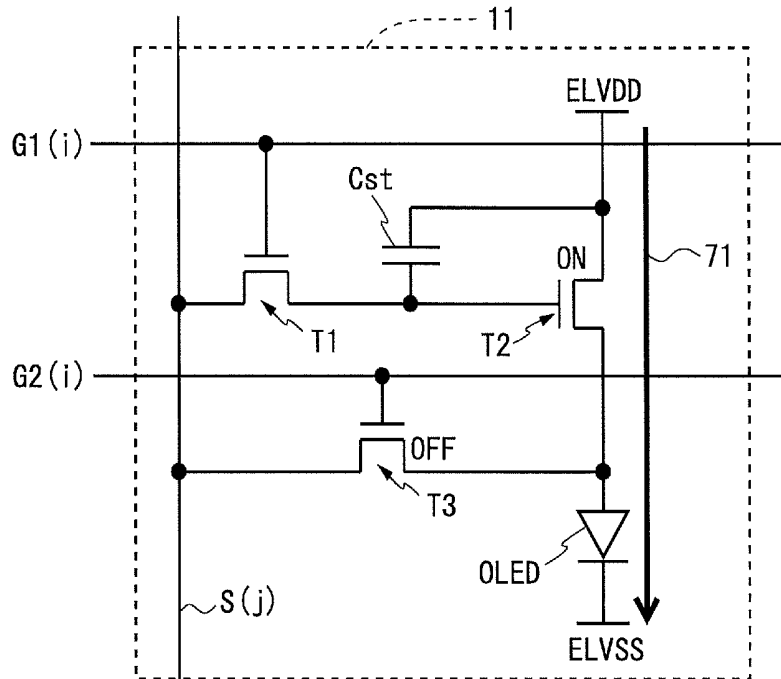 11
ELVDD
G1(i)
Cst
ON
71
T1
T2
G2(i)
OFF
T3
OLED
S(j)
ELVSS